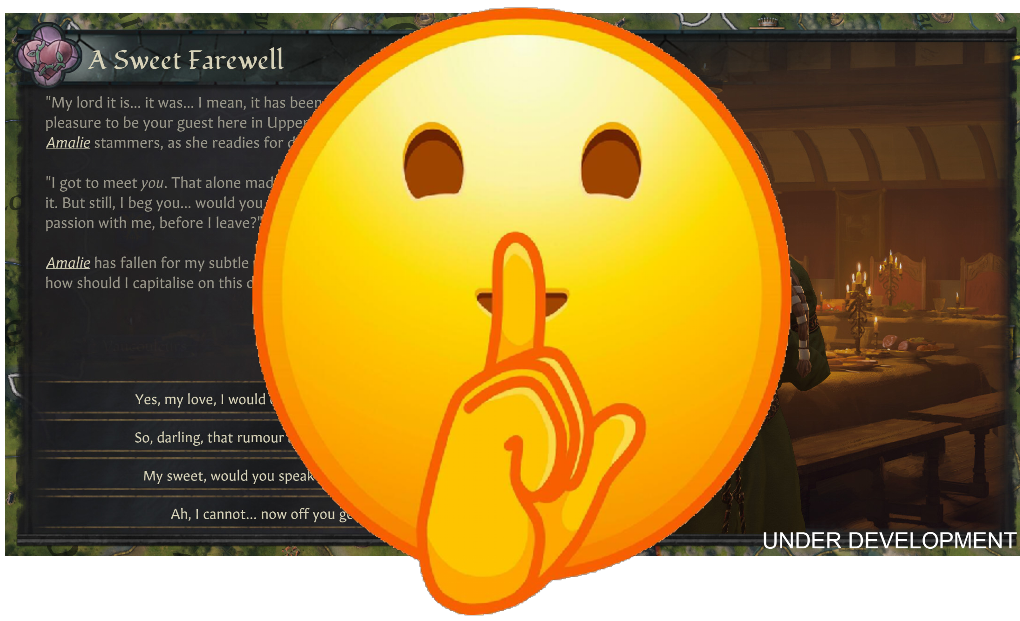 A Sweet Farewell
"My lord it is... it was... I mean, it has been
pleasure to be your guest here in Upper
Amalie stammers, as she readies for
"I got to meet you. That alone mad
it. But still, I beg you... would you
passion with me, before I leave?"
Amalie has fallen for my subtle
how should I capitalise on this
Yes, my love, I would
So, darling, that rumour
My sweet, would you speak
Ah, I cannot... now off you go
UNDER DEVELOPMENT